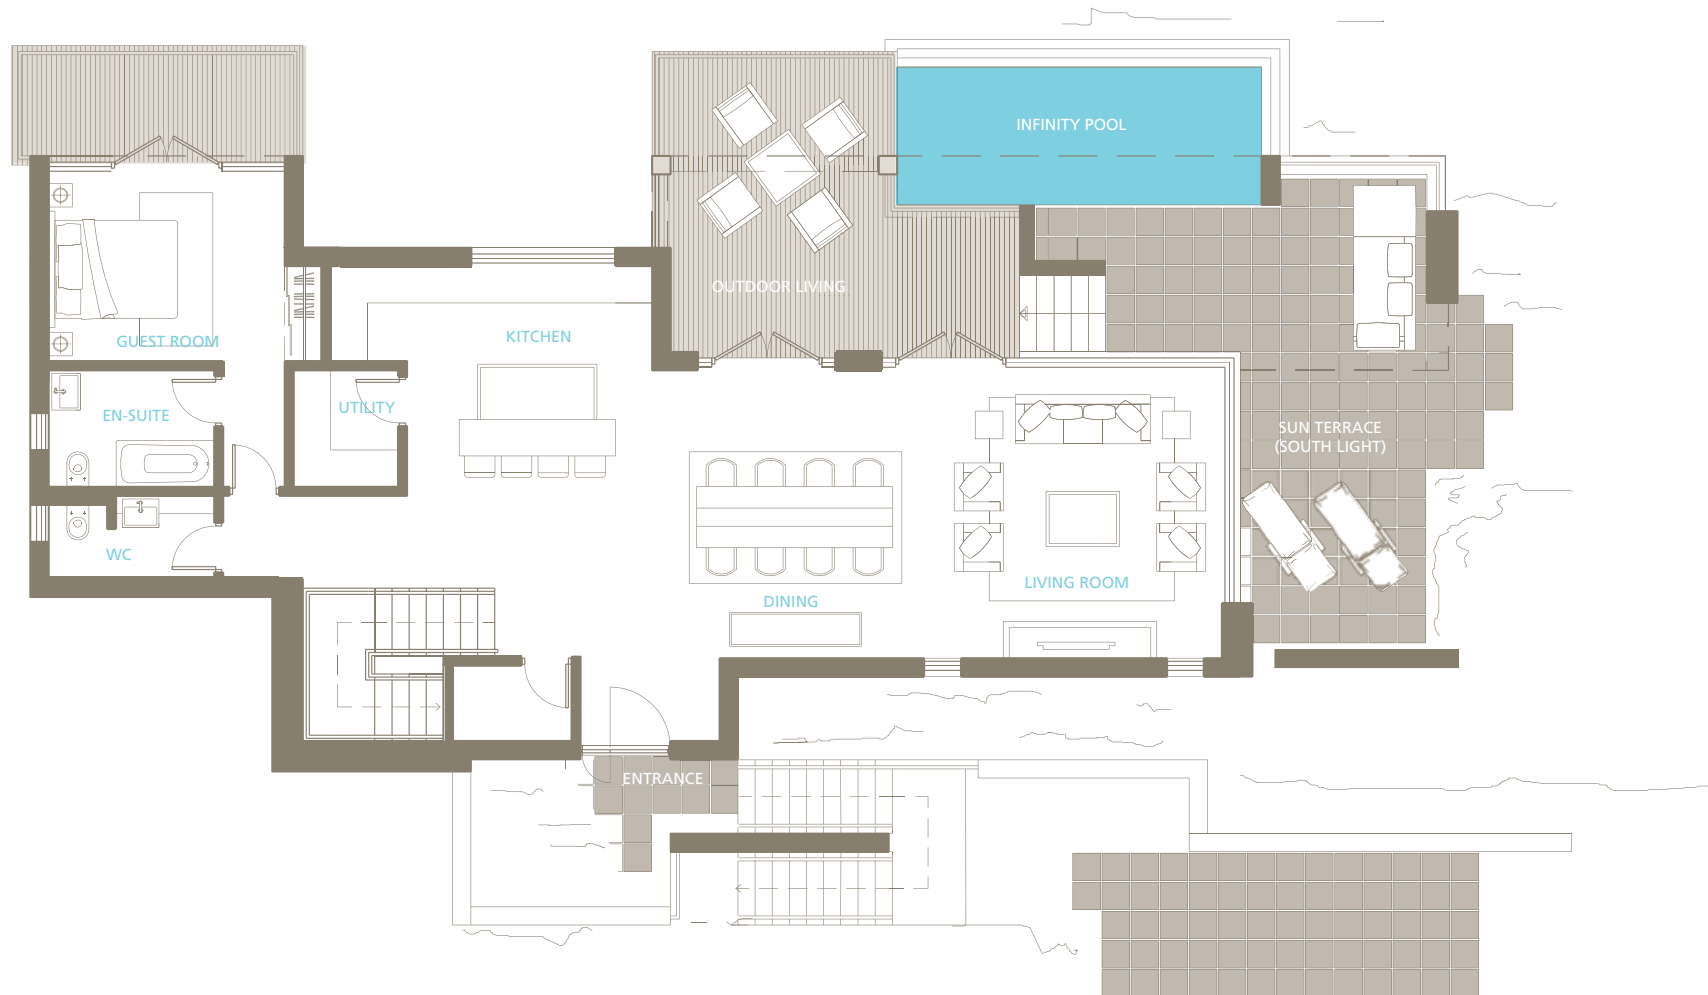 INFINITY POOL
OUTDOOR LIVING
KITCHEN
GUEST ROOM
UTILITY
EN-SUITE
SUN TERRACE
(SOUTH LIGHT)
WC
LIVING ROOM
DINING
ENTRANCE